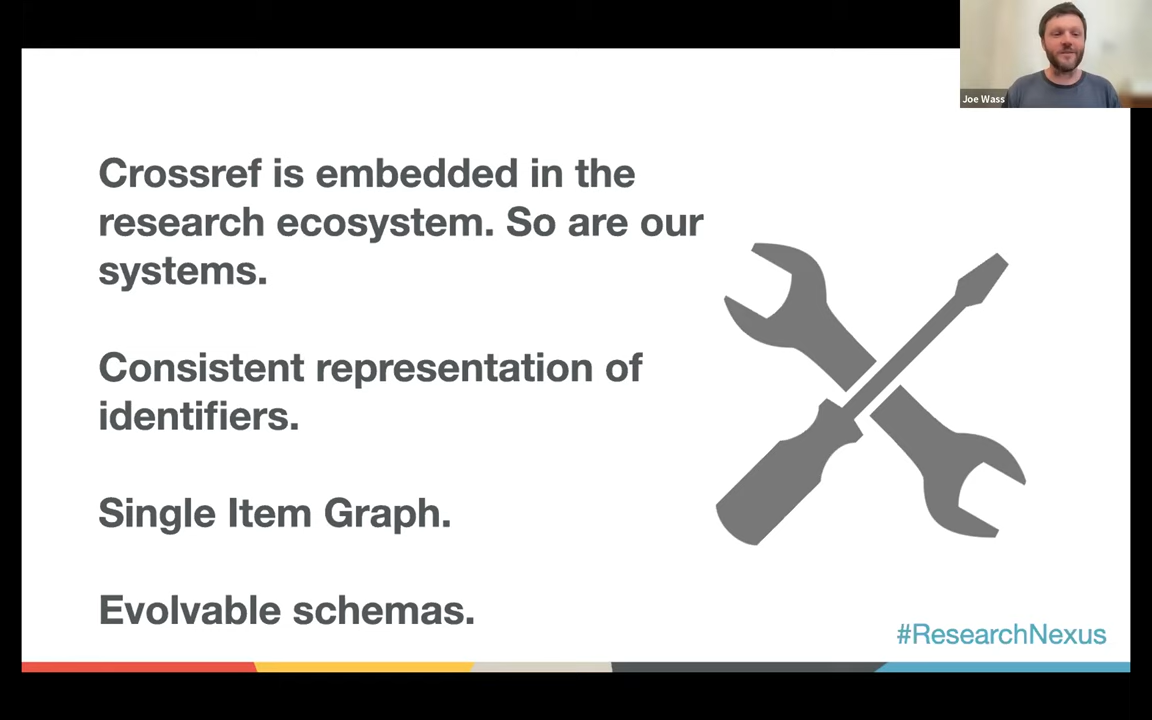 Joe Wass
Crossref is embedded in the
research ecosystem. So are our
systems.
Consistent representation of
identifiers.
Single Item Graph.
Evolvable schemas.
#ResearchNexus